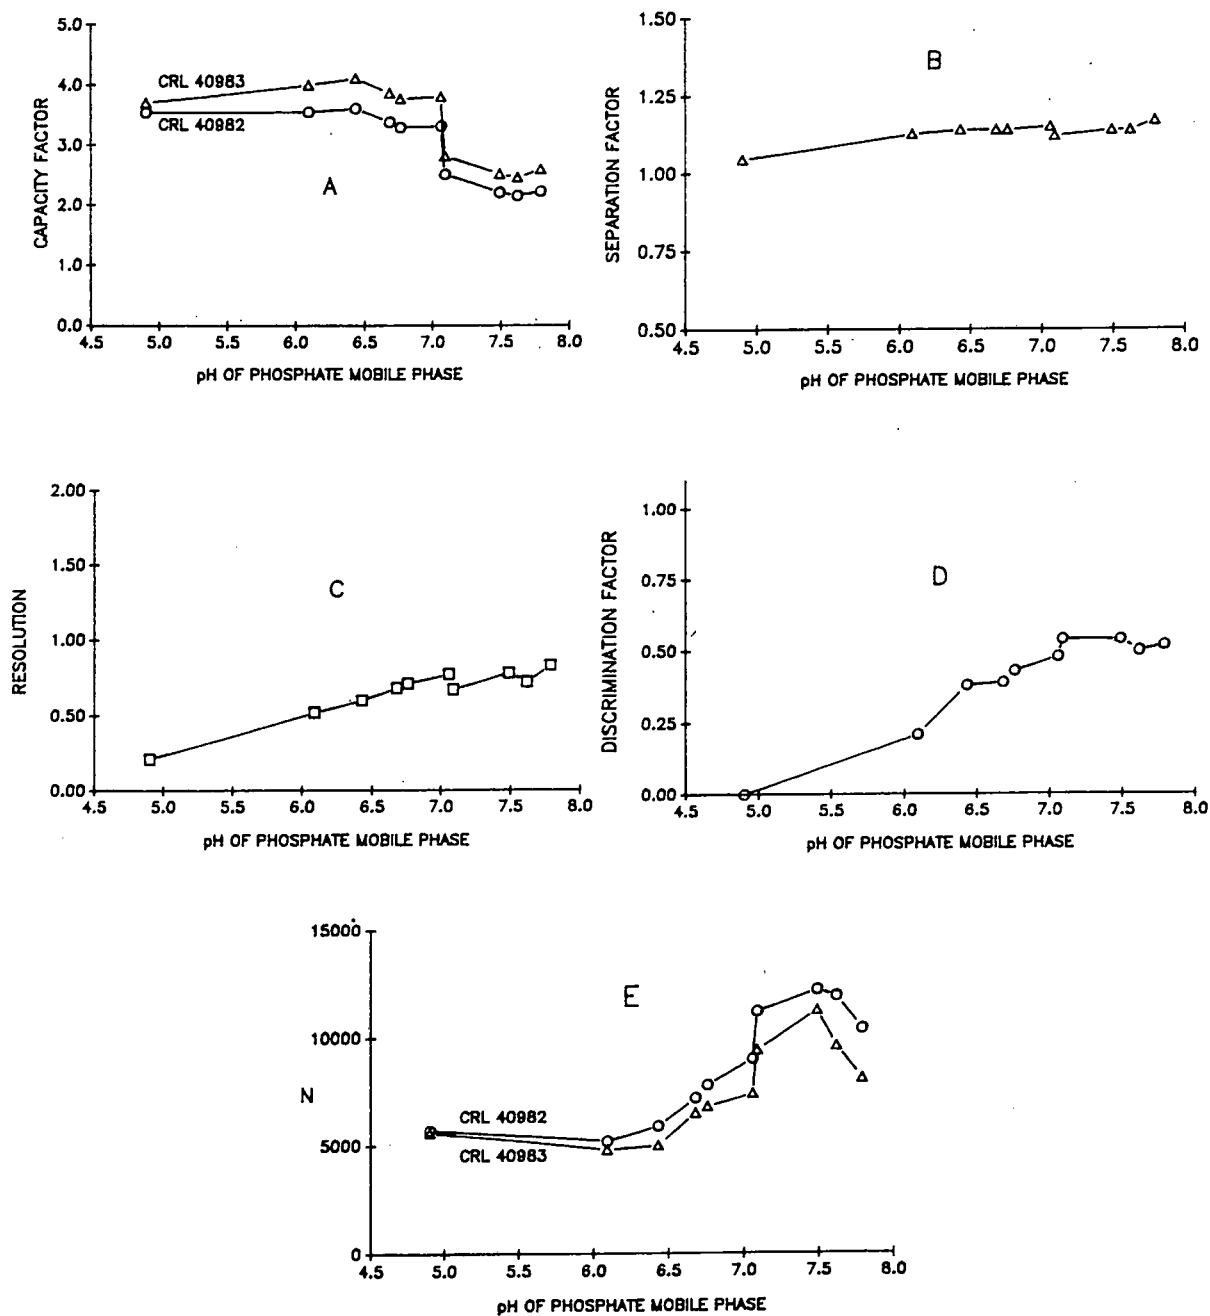 5.0
4.0
3.0
2.0
1.0
0.0
CAPACITY FACTOR
CRL 40983
CRL 40982
A
4.5 5.0 5.5 6.0 6.5 7.0 7.5 8.0
pH OF PHOSPHATE MOBILE PHASE
1.50
1.25
1.00
0.75
0.50
SEPARATION FACTOR
B
4.5 5.0 5.5 6.0 6.5 7.0 7.5 8.0
pH OF PHOSPHATE MOBILE PHASE
2.00
1.50
1.00
0.50
0.00
RESOLUTION
C
4.5 5.0 5.5 6.0 6.5 7.0 7.5 8.0
pH OF PHOSPHATE MOBILE PHASE
1.00
0.75
0.50
0.25
0.00
DISCRIMINATION FACTOR
D
4.5 5.0 5.5 6.0 6.5 7.0 7.5 8.0
pH OF PHOSPHATE MOBILE PHASE
15000
10000
5000
0
N
E
CRL 40982
CRL 40983
4.5 5.0 5.5 6.0 6.5 7.0 7.5 8.0
pH OF PHOSPHATE MOBILE PHASE